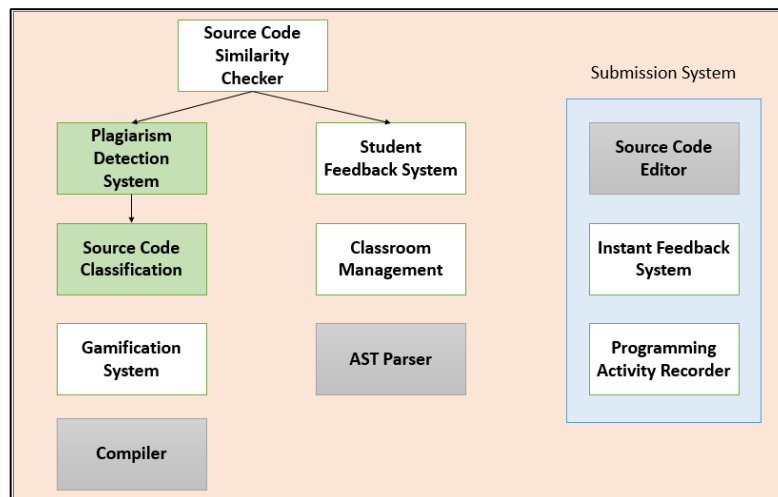 Source Code
Similarity
Checker
Submission System
Plagiarism
Detection
System
Student
Feedback System
Source Code
Editor
Source Code
Classification
Classroom
Management
Instant Feedback
System
Gamification
System
AST Parser
Programming
Activity Recorder
Compiler